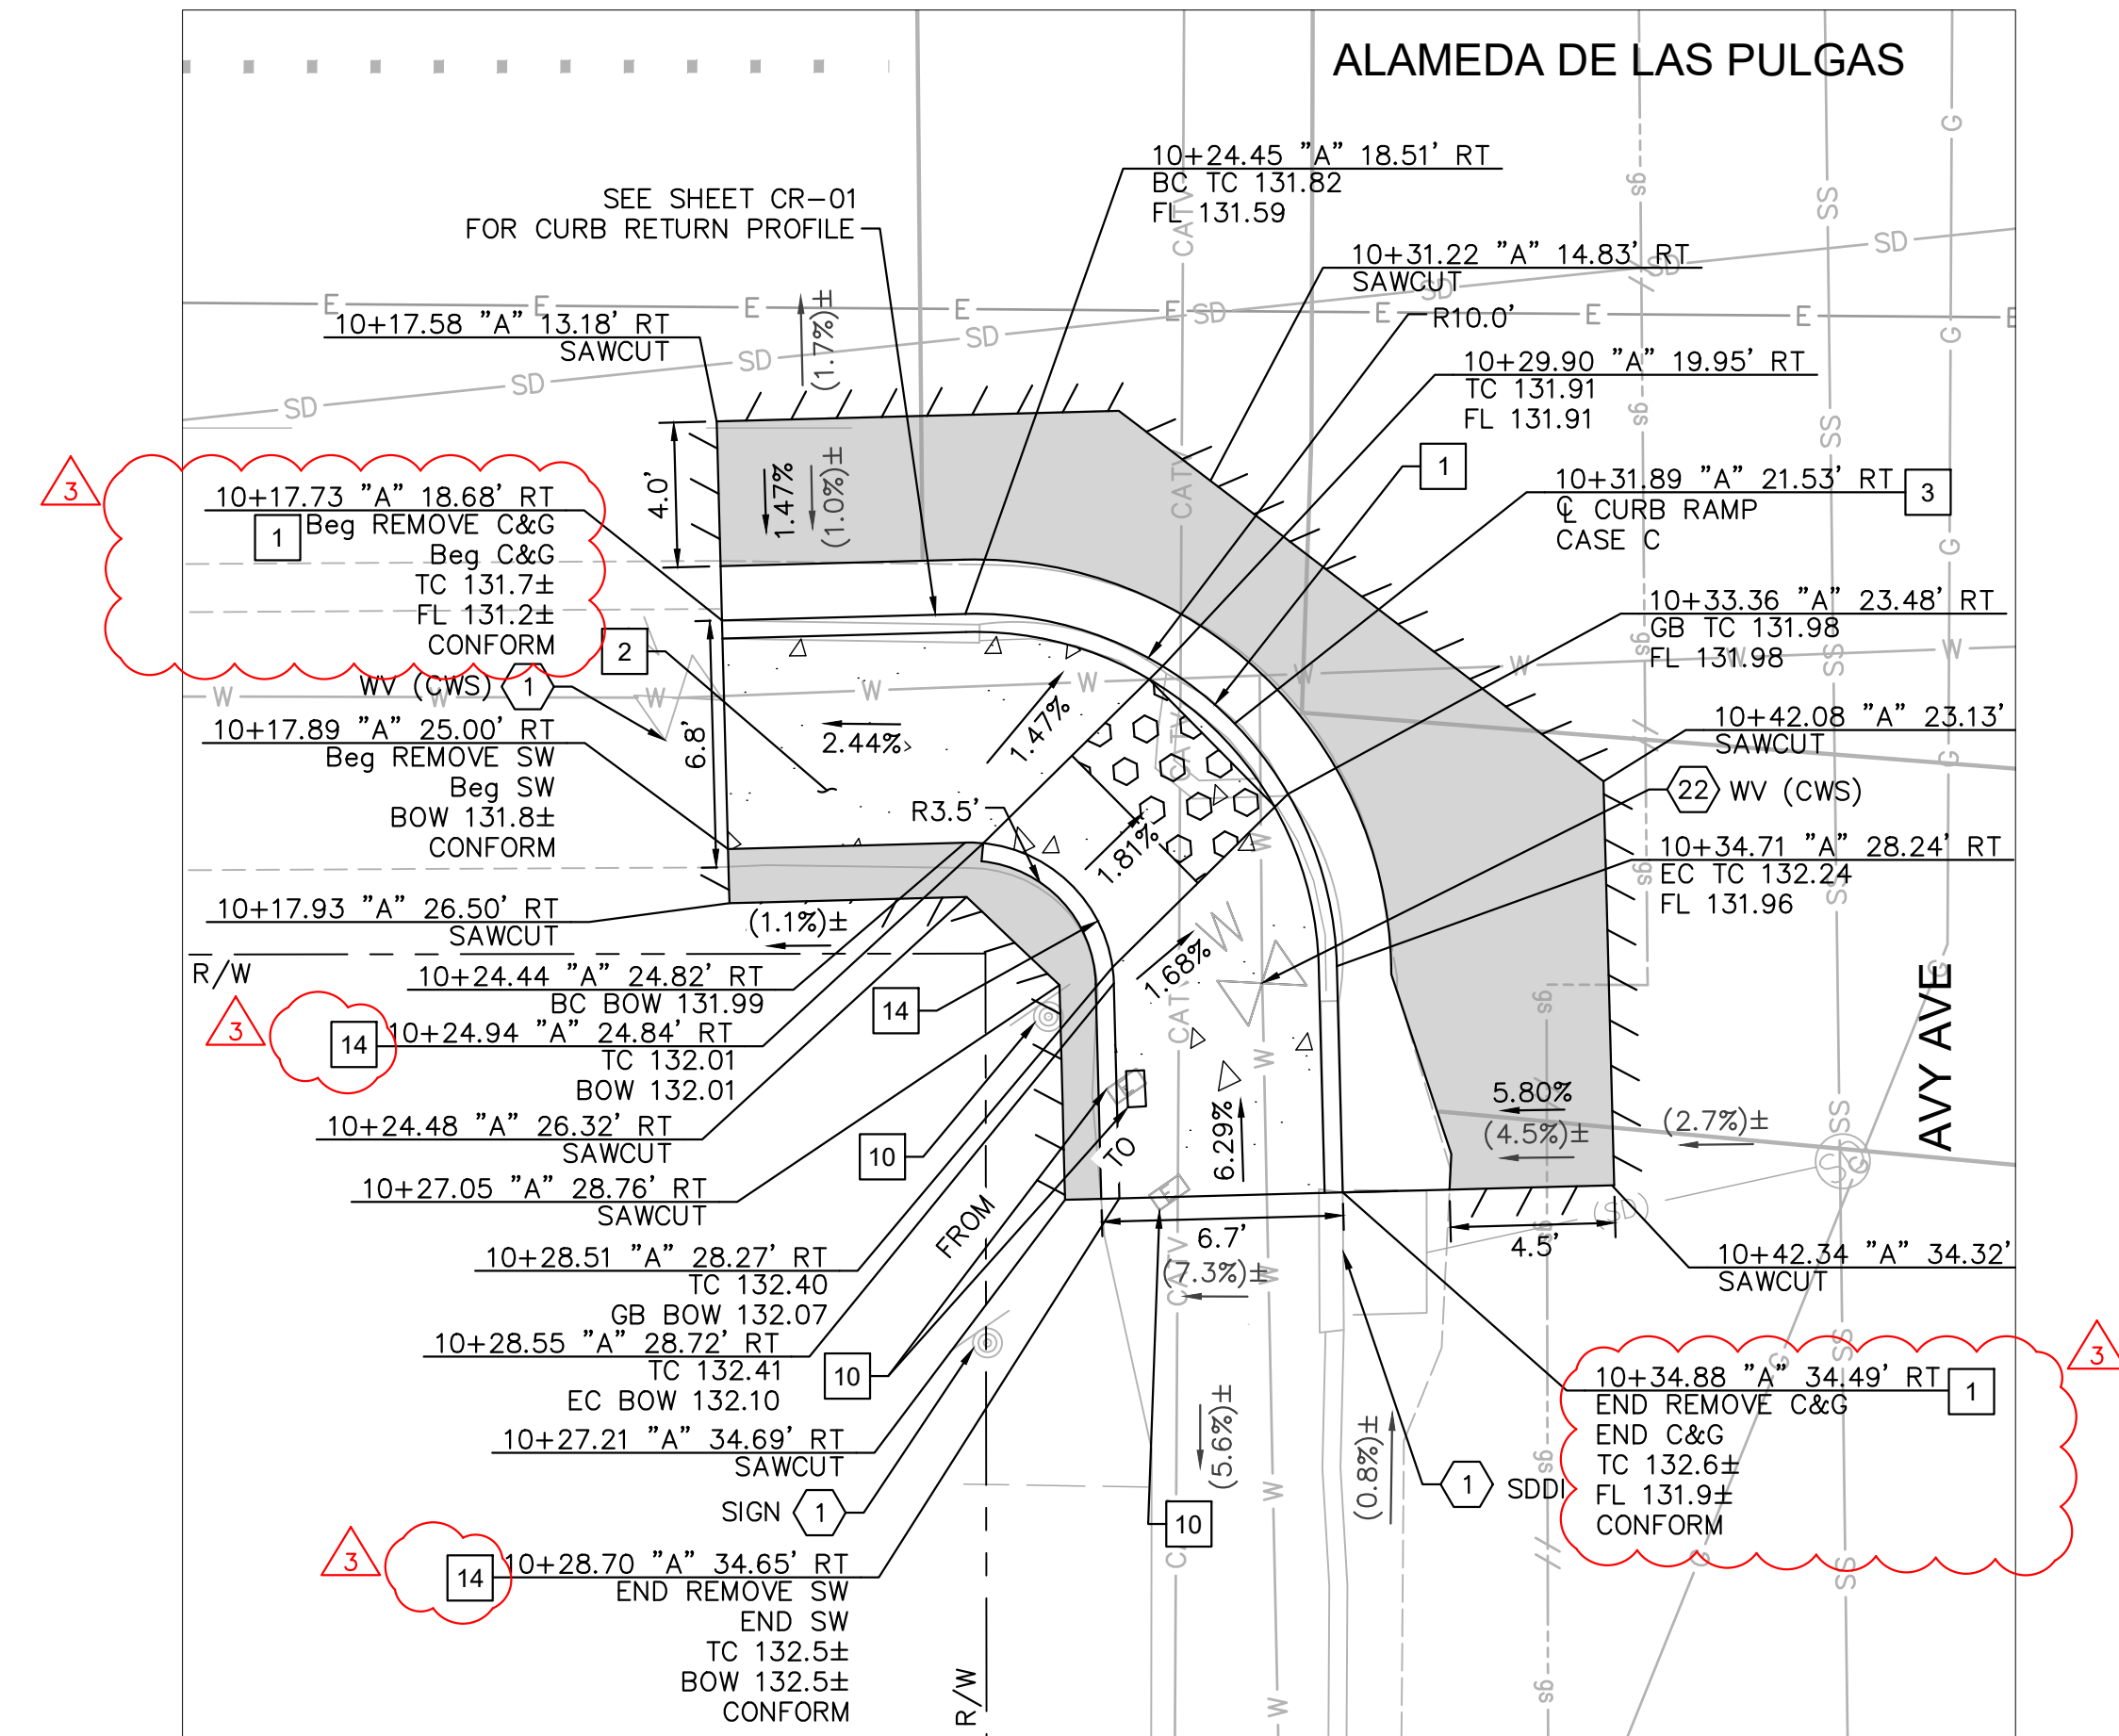 ALAMEDA DE LAS PULGAS
10+24.45 "A" 18.51' RT
BC TC 131.82
FL 131.59
SEE SHEET CR-01
FOR CURB RETURN PROFILE
10+31.22 "A" 14.83' RT
SAWCUT
R10.0'
10+17.58 "A" 13.18' RT
SAWCUT
(1.7%)±
10+29.90 "A" 19.95' RT
TC 131.91
FL 131.91
1
10+31.89 "A" 21.53' RT
3
℄ CURB RAMP
CASE C
4.0'
1.47%
(1.0%)±
3
10+17.73 "A" 18.68' RT
1
Beg REMOVE C&G
Beg C&G
TC 131.7±
FL 131.2±
CONFORM
2
10+33.36 "A" 23.48' RT
GB TC 131.98
FL 131.98
WV (CWS)
1
6.8'
2.44%
1.47%
10+17.89 "A" 25.00' RT
Beg REMOVE SW
Beg SW
BOW 131.8±
CONFORM
10+42.08 "A" 23.13'
SAWCUT
22
WV (CWS)
R3.5'
1.81%
10+34.71 "A" 28.24' RT
EC TC 132.24
FL 131.96
10+17.93 "A" 26.50' RT
SAWCUT
(1.1%)±
R/W
1.68%
10+24.44 "A" 24.82' RT
BC BOW 131.99
14
3
14
10+24.94 "A" 24.84' RT
TC 132.01
BOW 132.01
AVY AVE
10+24.48 "A" 26.32' RT
SAWCUT
10
TO
6.29%
5.80%
(4.5%)±
(2.7%)±
10+27.05 "A" 28.76' RT
SAWCUT
FROM
6.7'
(7.3%)±
4.5'
(SD)
10+28.51 "A" 28.27' RT
TC 132.40
GB BOW 132.07
10+42.34 "A" 34.32'
SAWCUT
10+28.55 "A" 28.72' RT
TC 132.41
EC BOW 132.10
10
3
10+34.88 "A" 34.49' RT
1
END REMOVE C&G
END C&G
TC 132.6±
FL 131.9±
CONFORM
10+27.21 "A" 34.69' RT
SAWCUT
(5.6%)±
(0.8%)±
SIGN
1
10
1
SDDI
3
14
10+28.70 "A" 34.65' RT
END REMOVE SW
END SW
TC 132.5±
BOW 132.5±
CONFORM
R/W
E E E E E E E E
SD SD SD SD SD SD SD
W W W W W W W
CATV
CATV
CATV
CATV
gs
SS
G